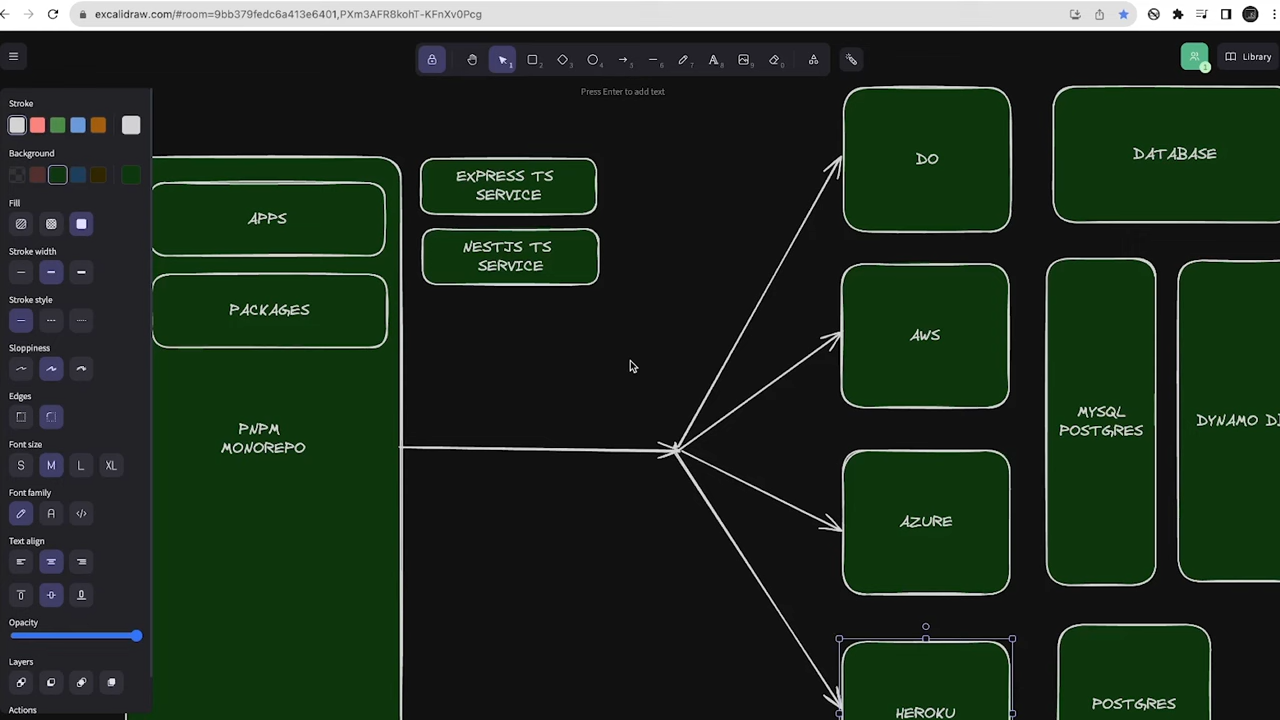 excalidraw.com/#room=9bb379fedc6a413e6401,PXm3AFR8kohT-KFnXv0Pcg
Library
Press Enter to add text
Stroke
Background
Fill
Stroke width
Stroke style
Sloppiness
Edges
Font size
S M L XL
Font family
A
Text align
Opacity
Layers
Actions
APPS
PACKAGES
PNPM
MONOREPO
EXPRESS TS
SERVICE
NESTJS TS
SERVICE
DO
AWS
AZURE
HEROKU
DATABASE
MYSQL
POSTGRES
DYNAMO
POSTGRES